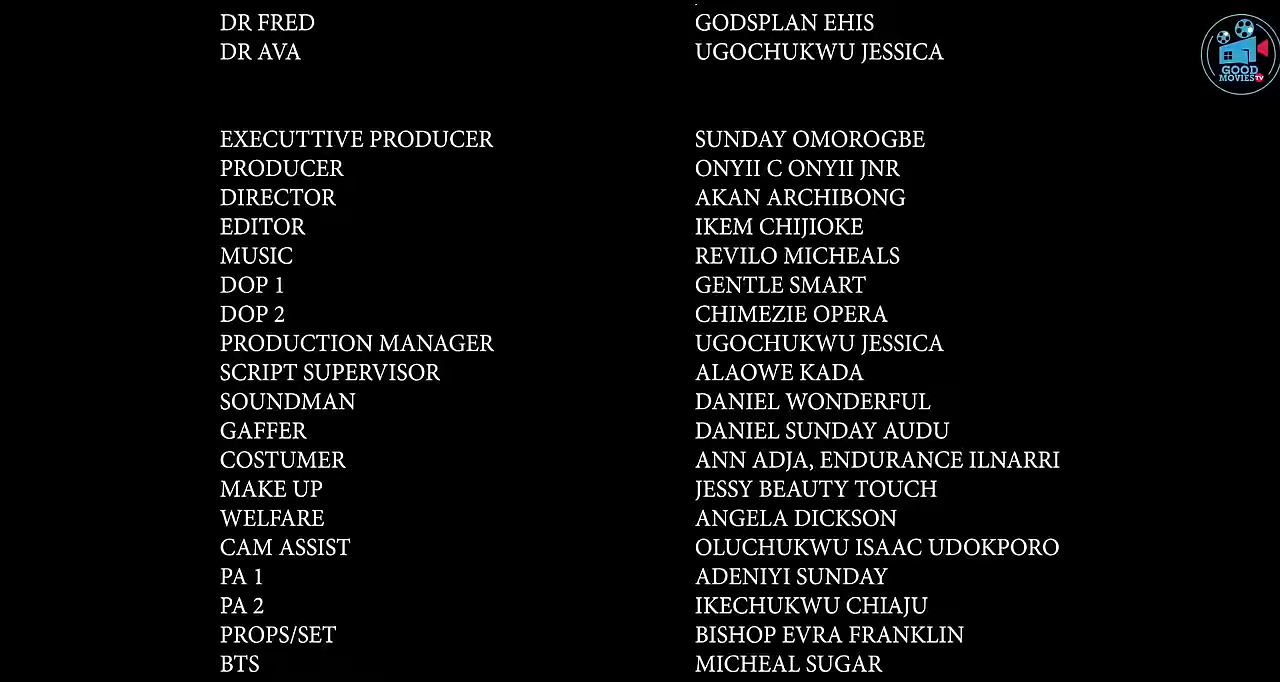 DR FRED GODSPLAN EHIS
DR AVA UGOCHUKWU JESSICA
GOOD
MOVIES TV
EXECUTTIVE PRODUCER SUNDAY OMOROGBE
PRODUCER ONYII C ONYII JNR
DIRECTOR AKAN ARCHIBONG
EDITOR IKEM CHIJIOKE
MUSIC REVILO MICHEALS
DOP 1 GENTLE SMART
DOP 2 CHIMEZIE OPERA
PRODUCTION MANAGER UGOCHUKWU JESSICA
SCRIPT SUPERVISOR ALAOWE KADA
SOUNDMAN DANIEL WONDERFUL
GAFFER DANIEL SUNDAY AUDU
COSTUMER ANN ADJA, ENDURANCE ILNARRI
MAKE UP JESSY BEAUTY TOUCH
WELFARE ANGELA DICKSON
CAM ASSIST OLUCHUKWU ISAAC UDOKPORO
PA 1 ADENIYI SUNDAY
PA 2 IKECHUKWU CHIAJU
PROPS/SET BISHOP EVRA FRANKLIN
BTS MICHEAL SUGAR